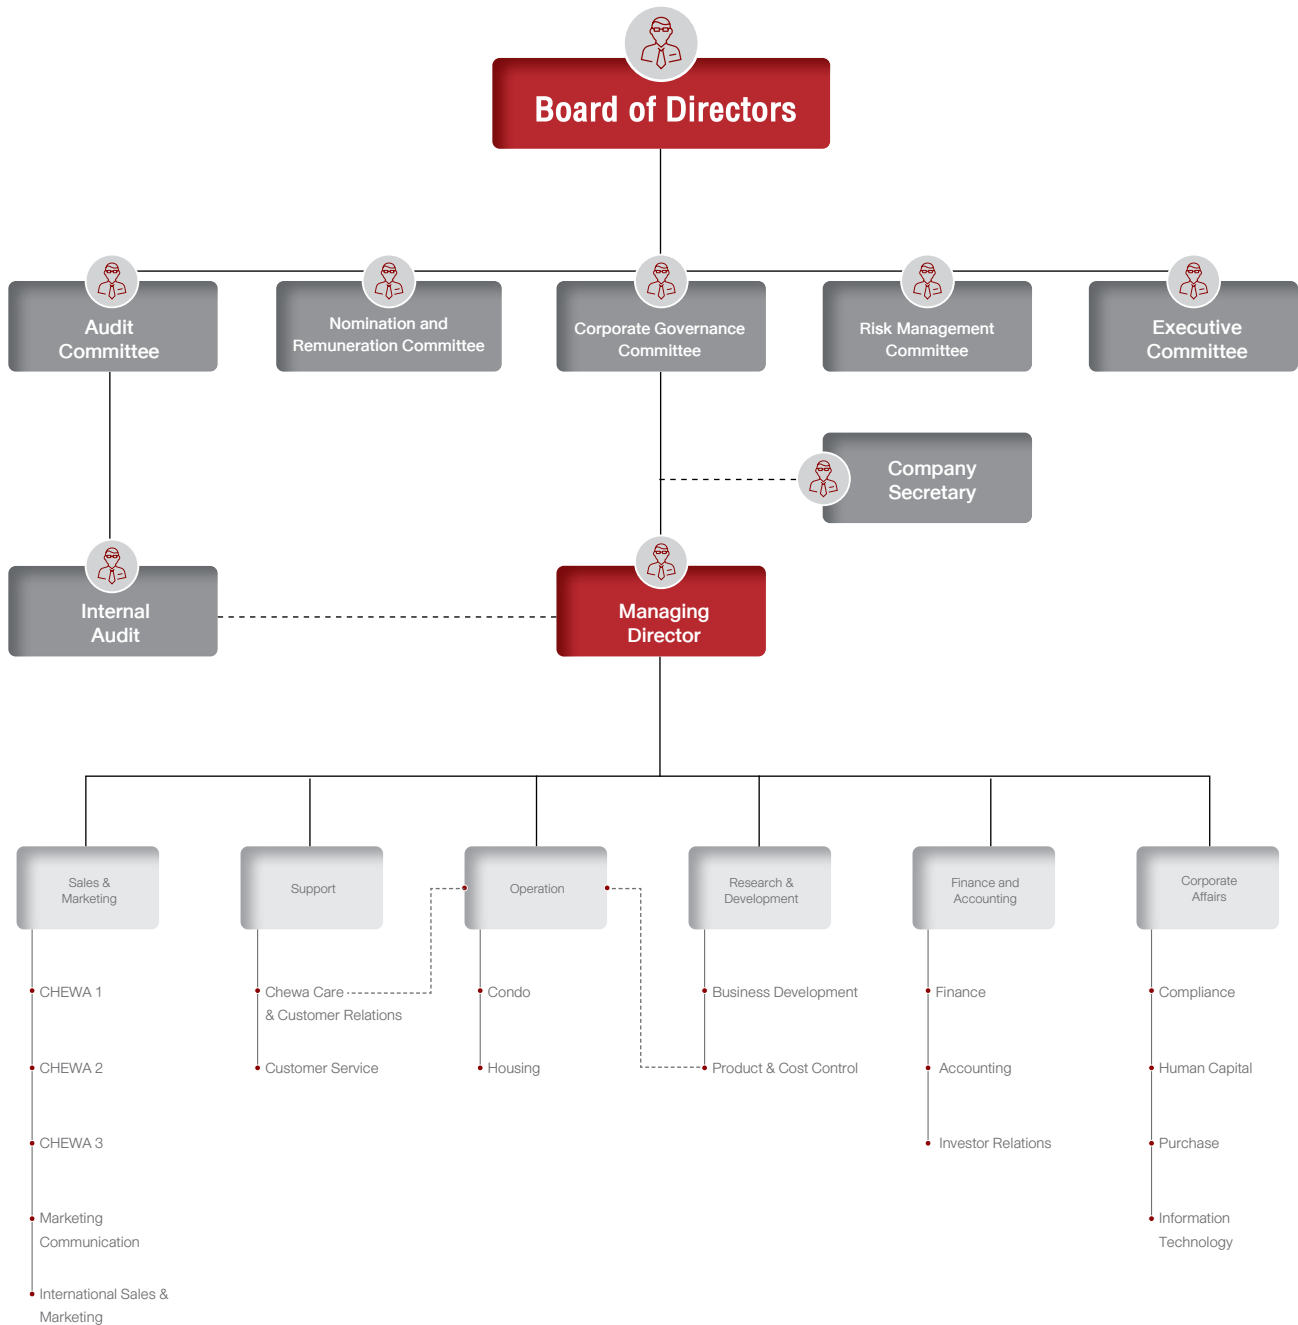 Board of Directors
Audit
Committee
Nomination and
Remuneration Committee
Corporate Governance
Committee
Risk Management
Committee
Executive
Committee
Company
Secretary
Internal
Audit
Managing
Director
Sales &
Marketing
Support
Operation
Research &
Development
Finance and
Accounting
Corporate
Affairs
CHEWA 1
CHEWA 2
CHEWA 3
Marketing
Communication
International Sales &
Marketing
Chewa Care
& Customer Relations
Customer Service
Condo
Housing
Business Development
Product & Cost Control
Finance
Accounting
Investor Relations
Compliance
Human Capital
Purchase
Information
Technology